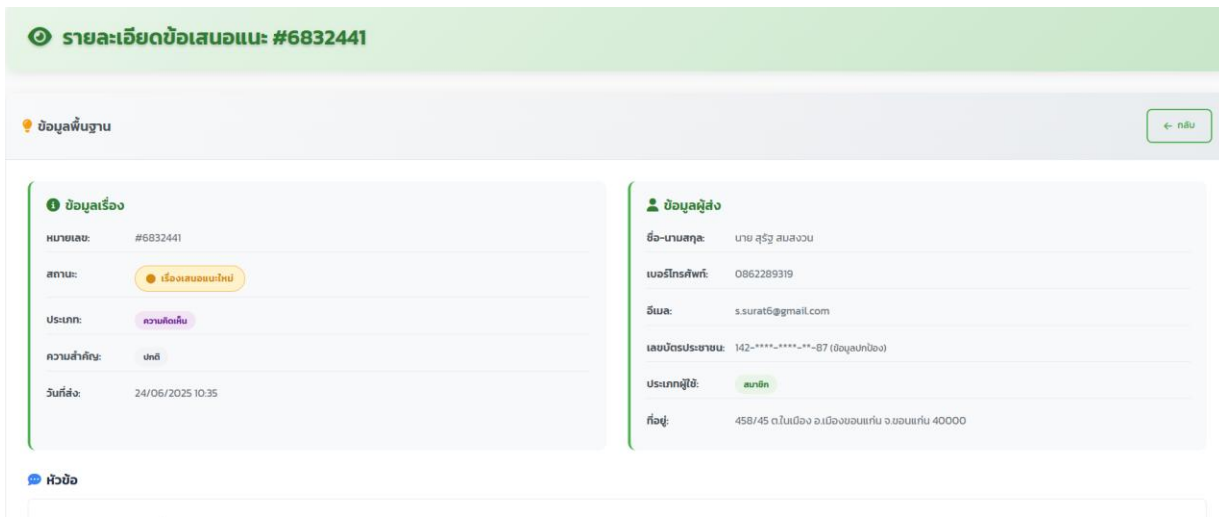 รายละเอียดข้อเสนอแนะ #6832441
ข้อมูลพื้นฐาน
← กลับ
ข้อมูลเรื่อง
หมายเลข: #6832441
สถานะ: เรื่องเสนอแนะใหม่
ประเภท: ความคิดเห็น
ความสำคัญ: ปกติ
วันที่ส่ง: 24/06/2025 10:35
ข้อมูลผู้ส่ง
ชื่อ-นามสกุล: นาย สุรัฐ สมสงวน
เบอร์โทรศัพท์: 0862289319
อีเมล: s.surat6@gmail.com
เลขบัตรประชาชน: 142-****-****-**-87 (ข้อมูลปกป้อง)
ประเภทผู้ใช้: สมาชิก
ที่อยู่: 458/45 ต.ในเมือง อ.เมืองขอนแก่น จ.ขอนแก่น 40000
หัวข้อ